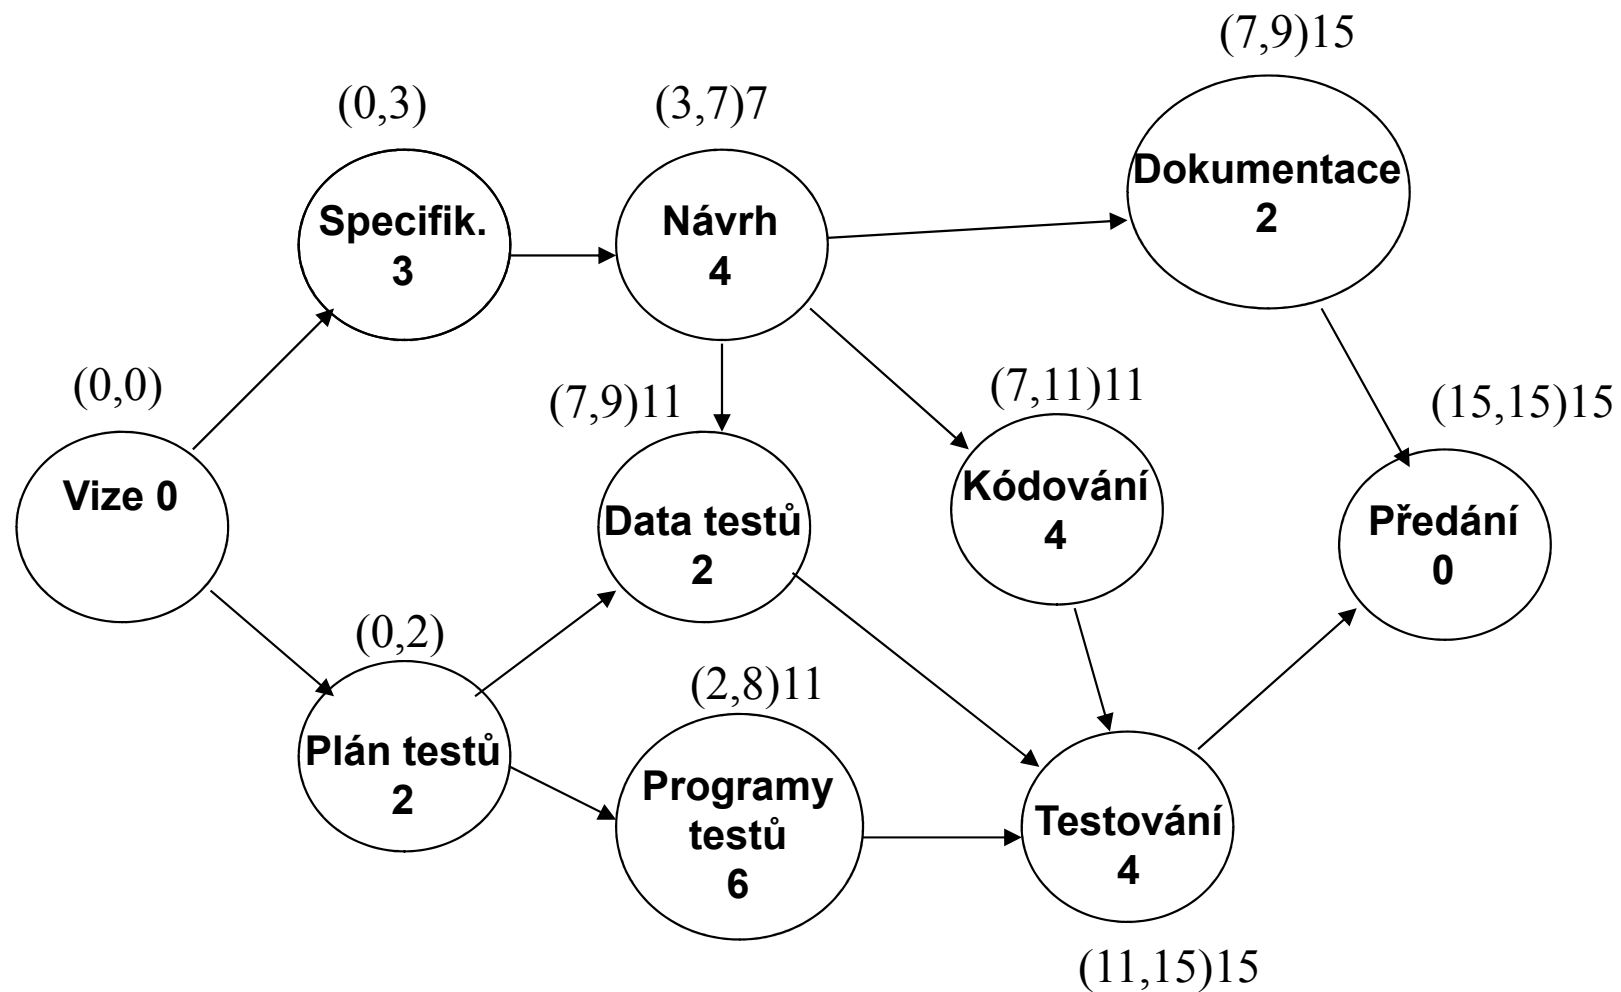 (7,9)15
(0,3)
(3,7)7
Dokumentace
2
Specifik.
3
Návrh
4
(0,0)
(7,9)11
(7,11)11
(15,15)15
Vize 0
Data testů
2
Kódování
4
Předání
0
(0,2)
(2,8)11
Plán testů
2
Programy
testů
6
Testování
4
(11,15)15